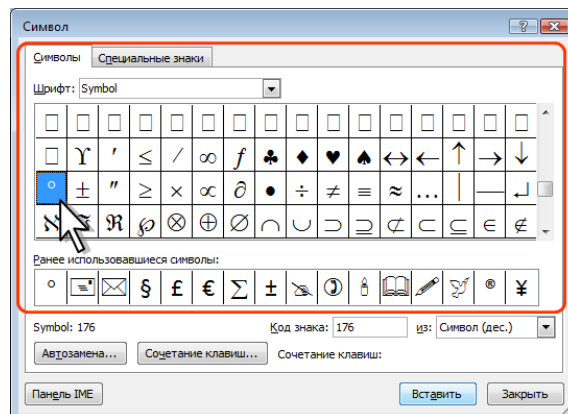 Символ
Символы Специальные знаки
Шрифт: Symbol
ϒ ′ ≤ ⁄ ∞ ƒ ♣ ♦ ♥ ♠ ↔ ← ↑ → ↓
° ± ″ ≥ × ∝ ∂ • ÷ ≠ ≡ ≈ … | — ↵
ℵ ℑ ℜ ℘ ⊗ ⊕ ∅ ∩ ∪ ⊃ ⊇ ⊄ ⊂ ⊆ ∈ ∉
Ранее использовавшиеся символы:
° § £ € Σ ± ® ¥
Symbol: 176 Код знака: 176 из: Символ (дес.)
Автозамена... Сочетание клавиш... Сочетание клавиш:
Панель IME Вставить Закрыть